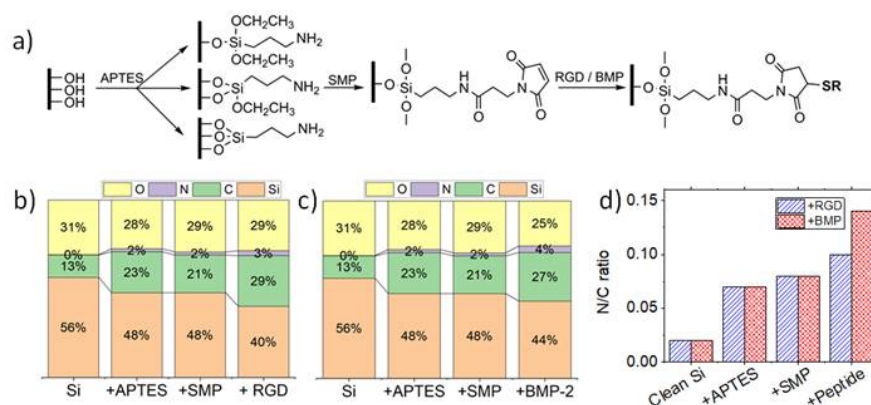 a)
OH
OH
OH
APTES
OCH2CH3
O Si NH2
OCH2CH3
O Si NH2
O OCH2CH3
O
O Si NH2
O
SMP
O
O Si H N N O
O O O
RGD / BMP
O
O Si H N N SR
O O O
b)
O N C Si
31% 28% 29% 29%
0% 2% 2% 3%
13% 23% 21% 29%
56% 48% 48% 40%
Si +APTES +SMP + RGD
c)
O N C Si
31% 28% 29% 25%
0% 2% 2% 4%
13% 23% 21% 27%
56% 48% 48% 44%
Si +APTES +SMP +BMP-2
d)
N/C ratio
0.15
0.10
0.05
0.00
+RGD
+BMP
Clean Si
+APTES
+SMP
+Peptide